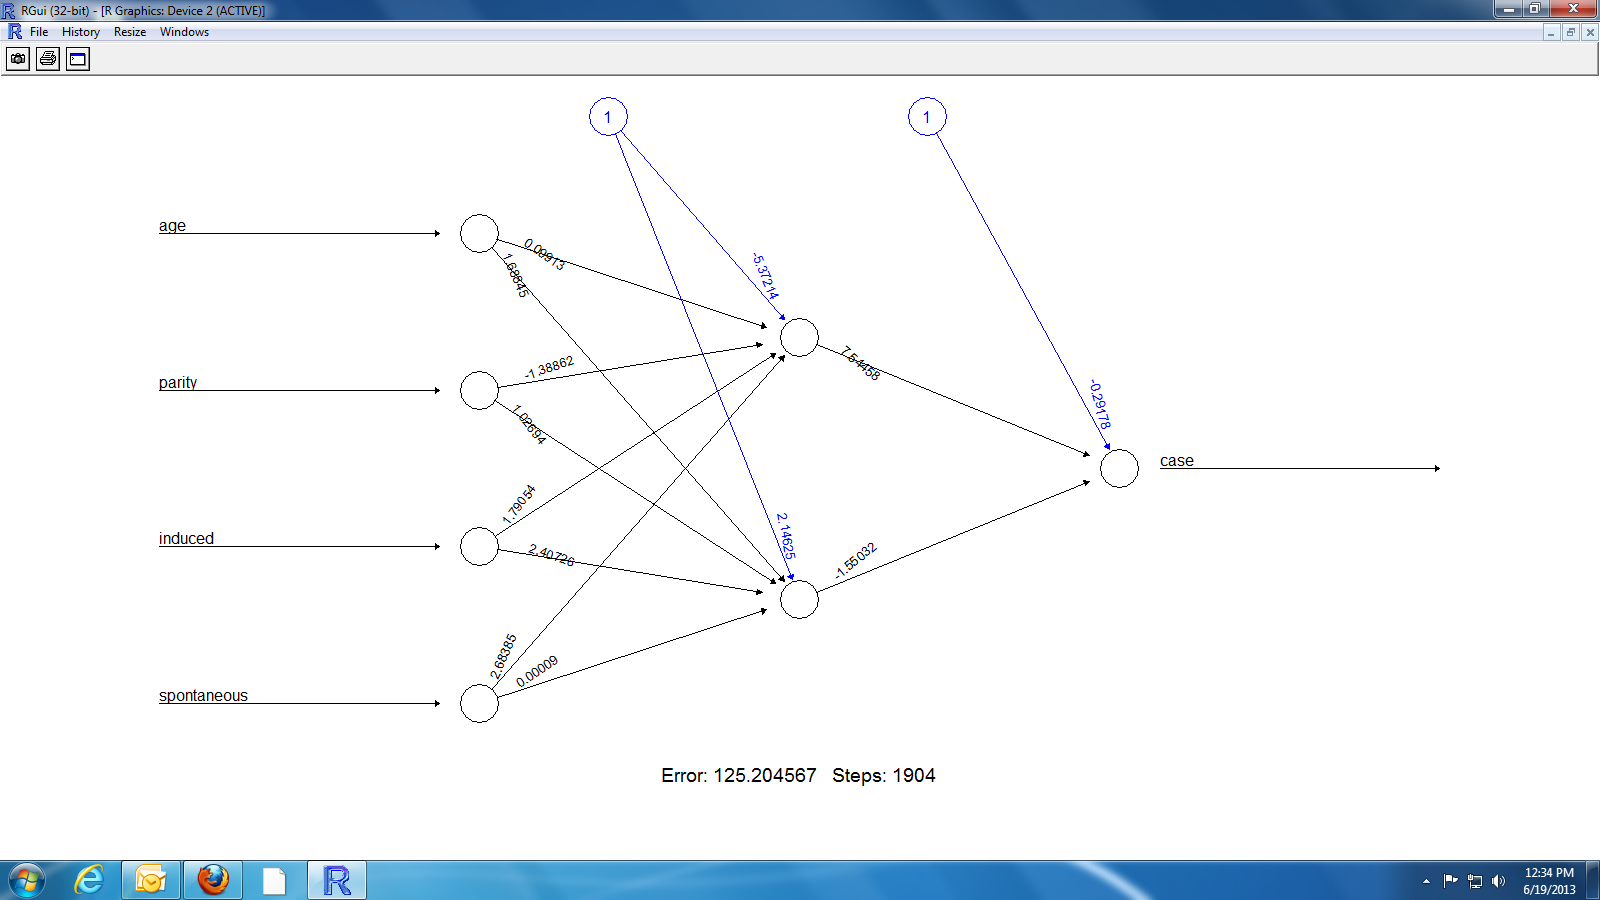 RGui (32-bit) - [R Graphics: Device 2 (ACTIVE)]
File History Resize Windows
1 1
age
0.09913
1.68845
-5.37214
parity
-1.38862
1.02694
7.54458
-0.29178
case
induced
1.79054
2.40726
2.14625
-1.55032
spontaneous
2.68385
0.00009
Error: 125.204567 Steps: 1904
12:34 PM
6/19/2013